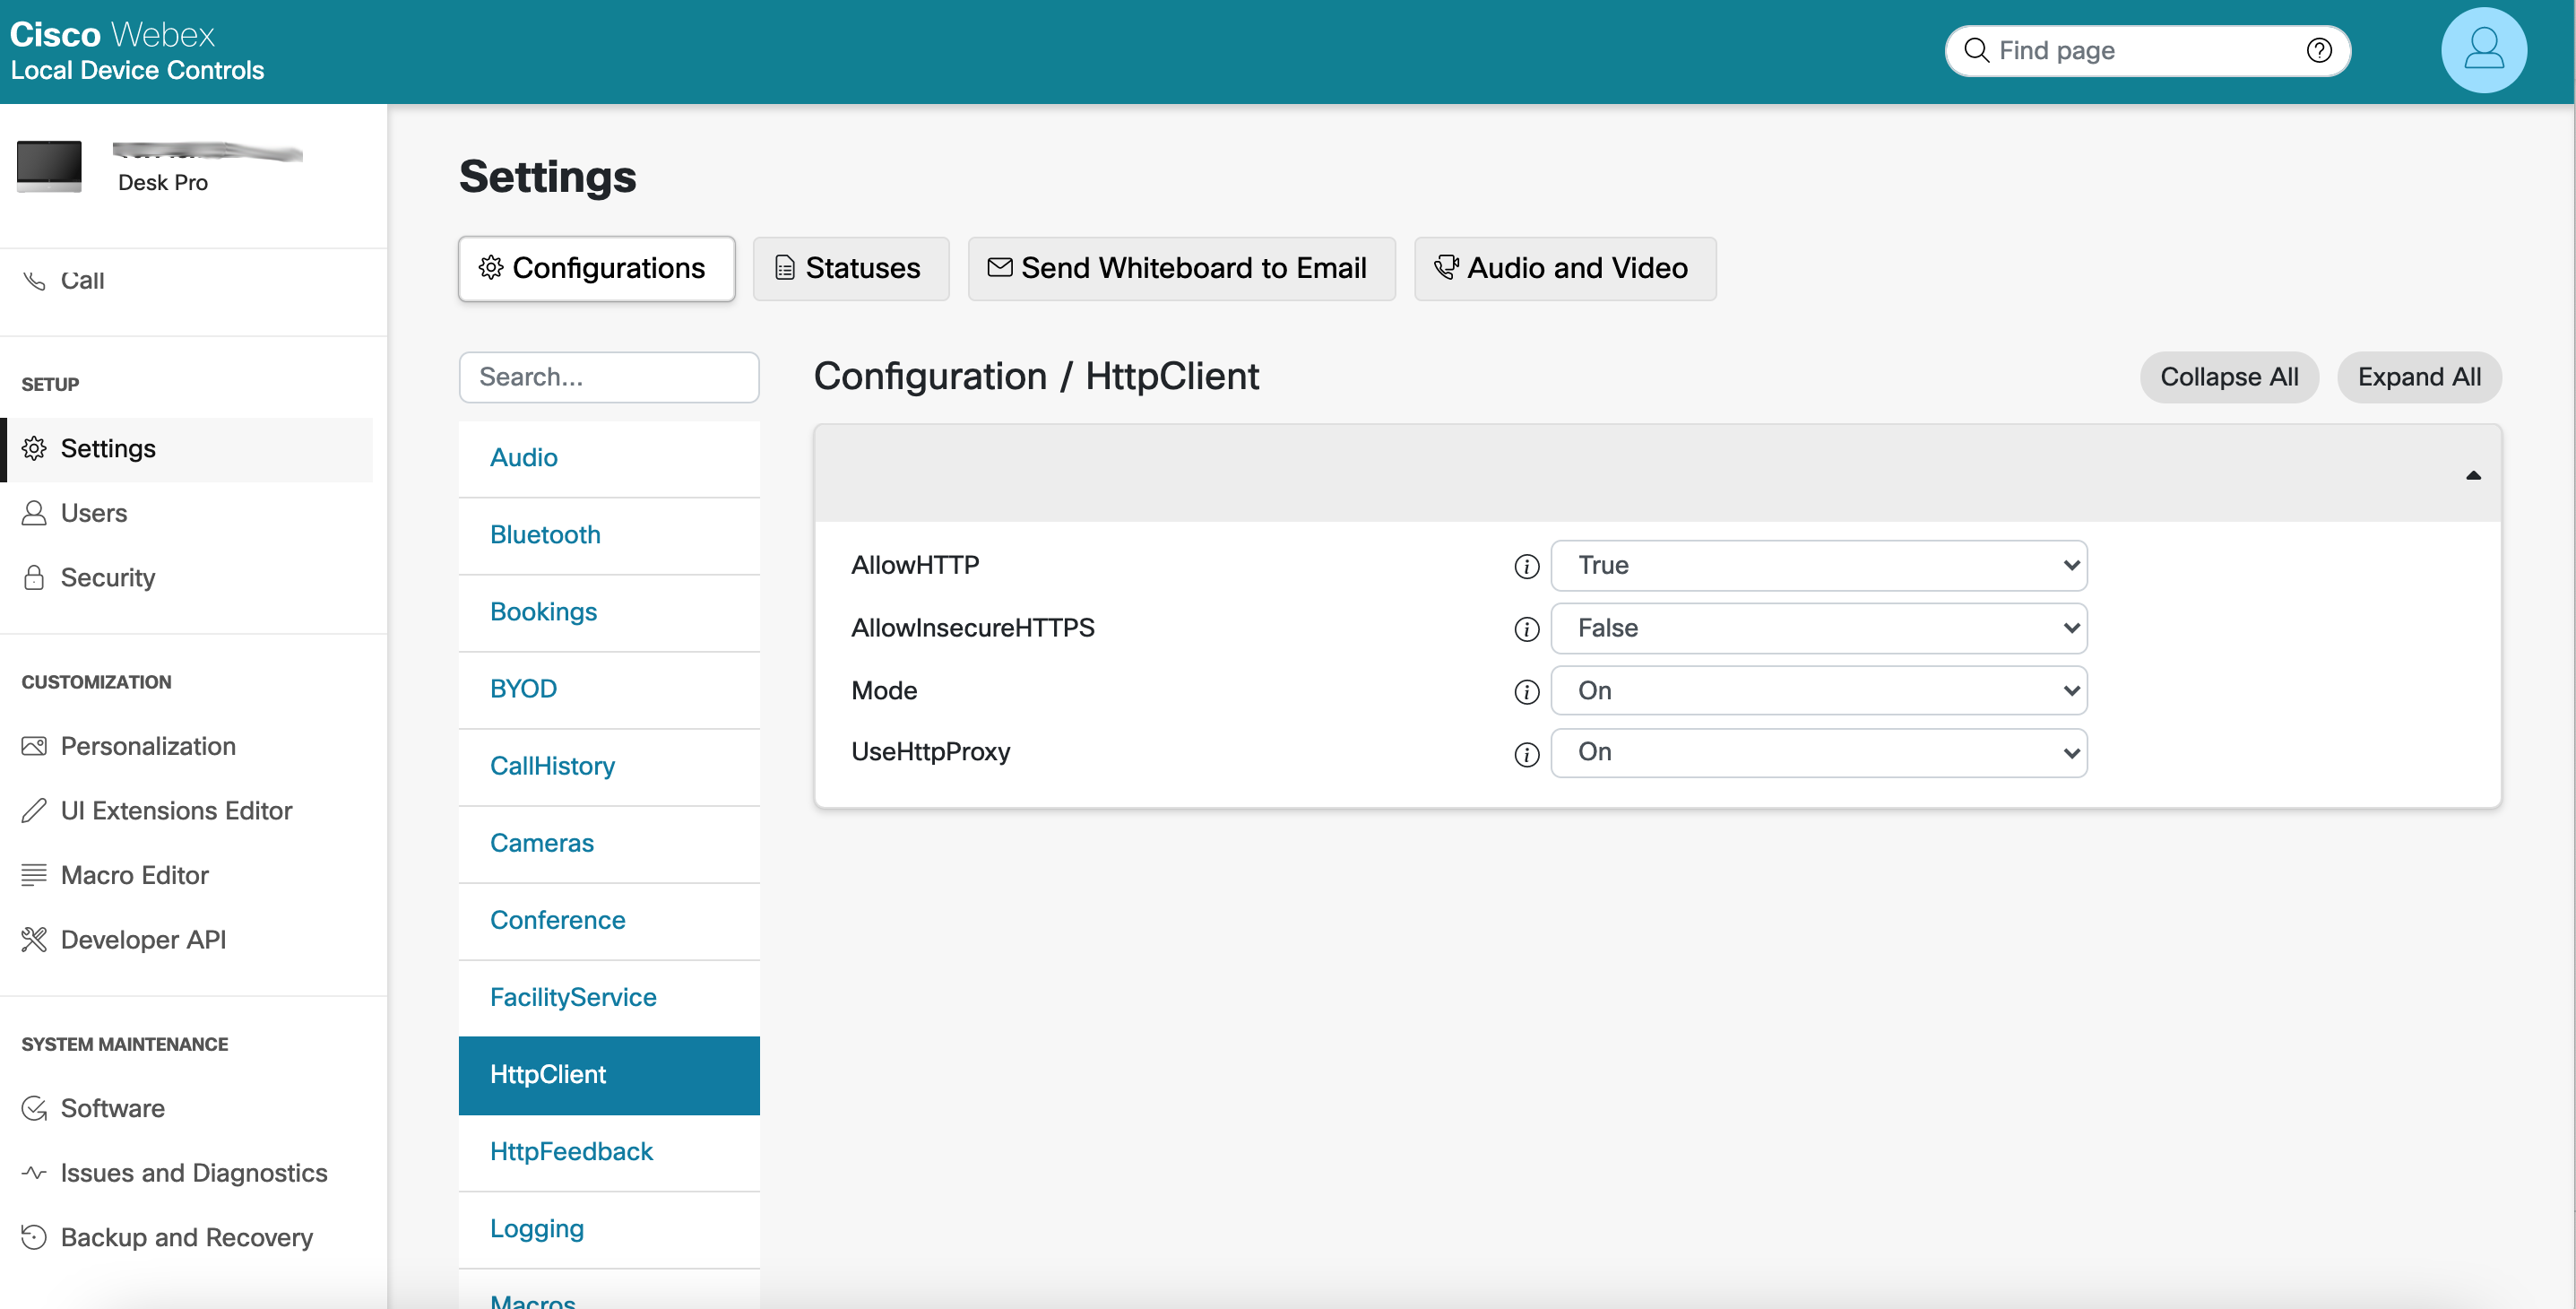 Cisco Webex
Local Device Controls
Find page
Desk Pro
Call
SETUP
Settings
Users
Security
CUSTOMIZATION
Personalization
UI Extensions Editor
Macro Editor
Developer API
SYSTEM MAINTENANCE
Software
Issues and Diagnostics
Backup and Recovery
Settings
Configurations
Statuses
Send Whiteboard to Email
Audio and Video
Search...
Audio
Bluetooth
Bookings
BYOD
CallHistory
Cameras
Conference
FacilityService
HttpClient
HttpFeedback
Logging
Macros
Configuration / HttpClient
Collapse All
Expand All
AllowHTTP
True
AllowInsecureHTTPS
False
Mode
On
UseHttpProxy
On